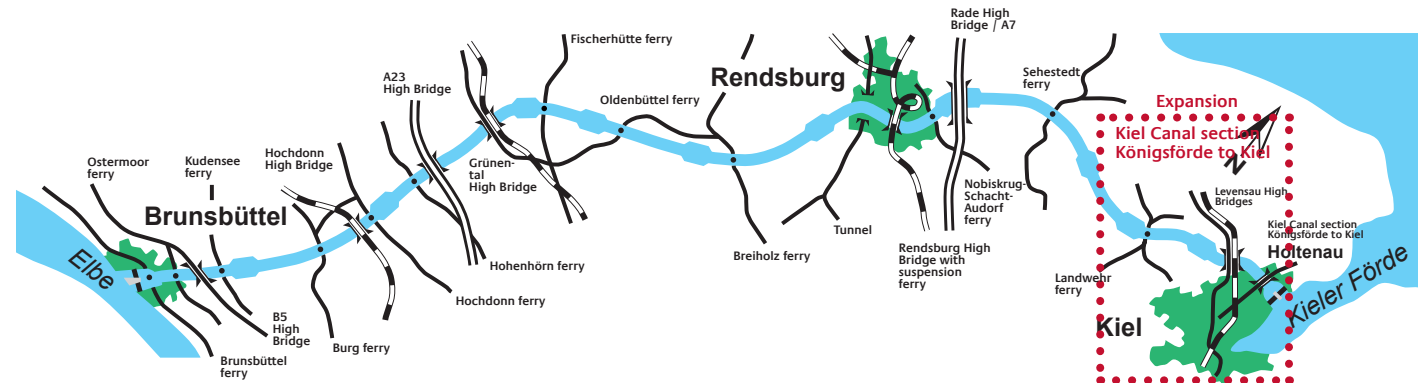 Ostermoor
ferry
Kudensee
ferry
Brunsbüttel
Elbe
Brunsbüttel
ferry
B5
High
Bridge
Hochdonn
High Bridge
Burg ferry
A23
High Bridge
Hochdonn ferry
Hohenhörn ferry
Grünen-
tal
High Bridge
Fischerhütte ferry
Oldenbüttel ferry
Rendsburg
Breiholz ferry
Tunnel
Rade High
Bridge / A7
Rendsburg High
Bridge with
suspension
ferry
Nobiskrug-
Schacht-
Audorf
ferry
Sehestedt
ferry
Expansion
Kiel Canal section
Königsförde to Kiel
N
Levensau High
Bridges
Kiel Canal section
Königsförde to Kiel
Holtenau
Landwehr
ferry
Kiel
Kieler Förde